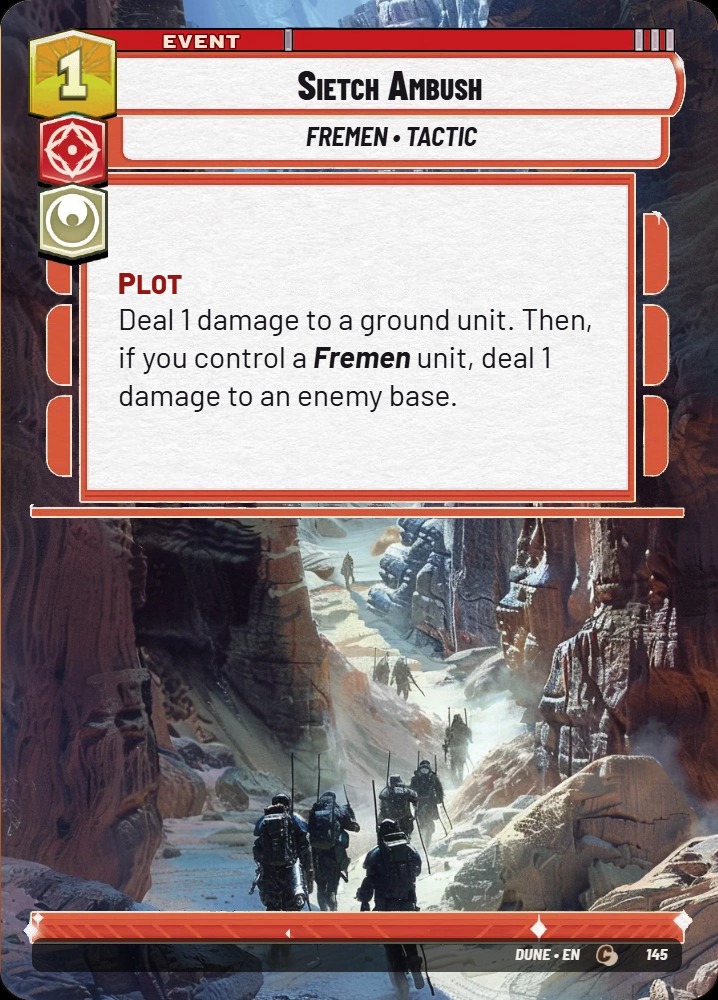 EVENT
1
Sietch Ambush
FREMEN • TACTIC
PLOT
Deal 1 damage to a ground unit. Then,
if you control a Fremen unit, deal 1
damage to an enemy base.
DUNE • EN C 145